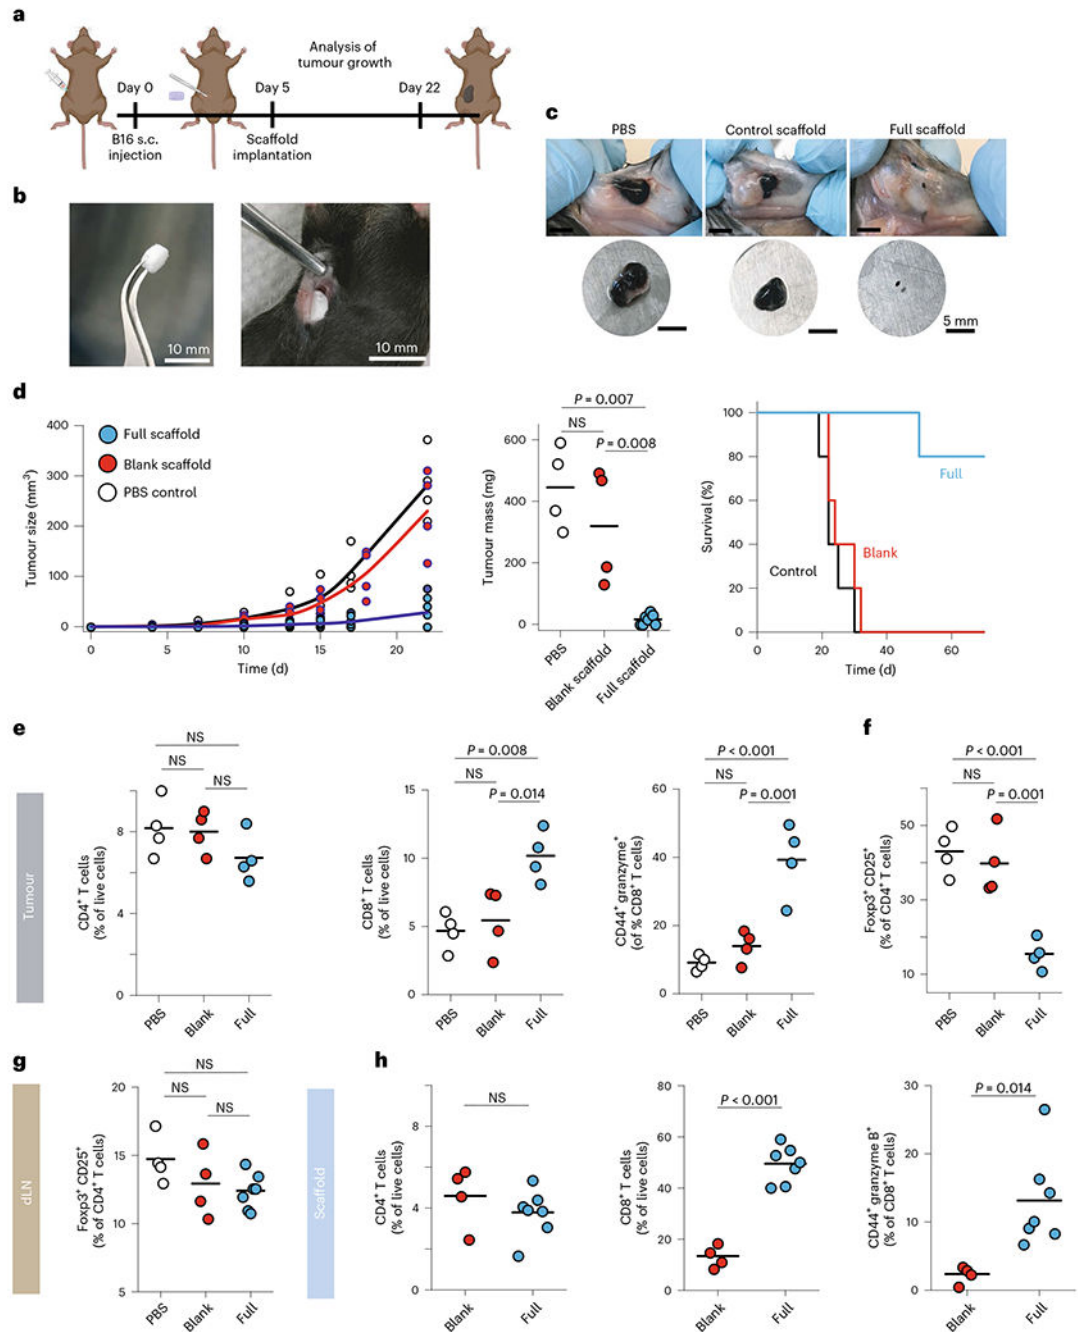 a
Analysis of
tumour growth
Day 0
Day 5
Day 22
B16 s.c.
injection
Scaffold
implantation
b
10 mm
10 mm
c
PBS
Control scaffold
Full scaffold
5 mm
d
Tumour size (mm³)
400
300
200
100
0
Full scaffold
Blank scaffold
PBS control
0
5
10
15
20
Time (d)
Tumour mass (mg)
600
400
200
0
P = 0.007
NS
P = 0.008
PBS
Blank scaffold
Full scaffold
Survival (%)
100
80
60
40
20
0
Full
Blank
Control
0
20
40
60
Time (d)
e
Tumour
CD4⁺ T cells
(% of live cells)
8
4
0
NS
NS
NS
PBS
Blank
Full
CD8⁺ T cells
(% of live cells)
15
10
5
0
P = 0.008
NS
P = 0.014
PBS
Blank
Full
CD44⁺ granzyme⁺
(of % CD8⁺ T cells)
60
40
20
0
P < 0.001
NS
P = 0.001
PBS
Blank
Full
f
Foxp3⁺ CD25⁺
(% of CD4⁺ T cells)
50
30
10
P < 0.001
NS
P = 0.001
PBS
Blank
Full
g
dLN
Foxp3⁺ CD25⁺
(% of CD4⁺ T cells)
20
15
10
5
NS
NS
NS
PBS
Blank
Full
h
Scaffold
CD4⁺ T cells
(% of live cells)
8
4
0
NS
Blank
Full
CD8⁺ T cells
(% of live cells)
80
60
40
20
0
P < 0.001
Blank
Full
CD44⁺ granzyme B⁺
(% of CD8⁺ T cells)
30
20
10
0
P = 0.014
Blank
Full